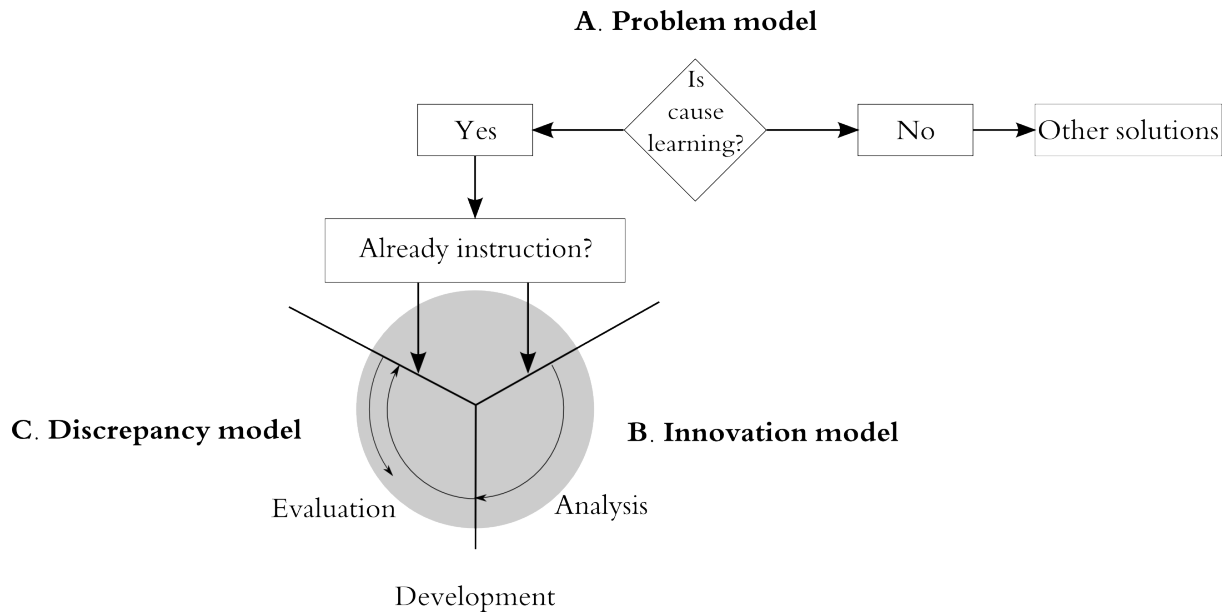 A. Problem model
Is
cause
learning?
Yes
No
Other solutions
Already instruction?
C. Discrepancy model
B. Innovation model
Evaluation
Analysis
Development